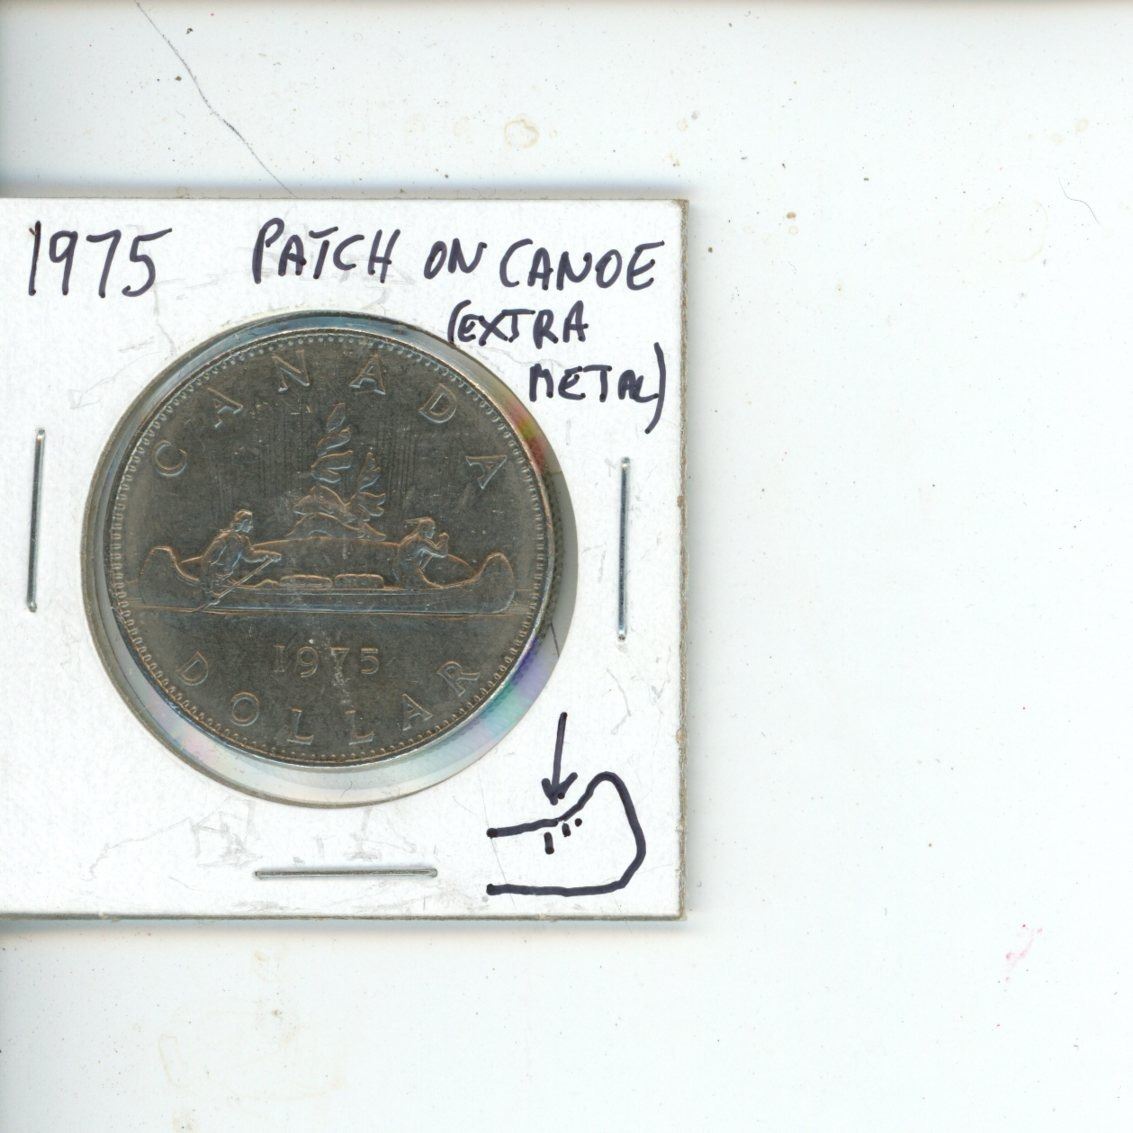 1975 PATCH ON CANOE
(EXTRA
METAL)
CANADA
1975
DOLLAR